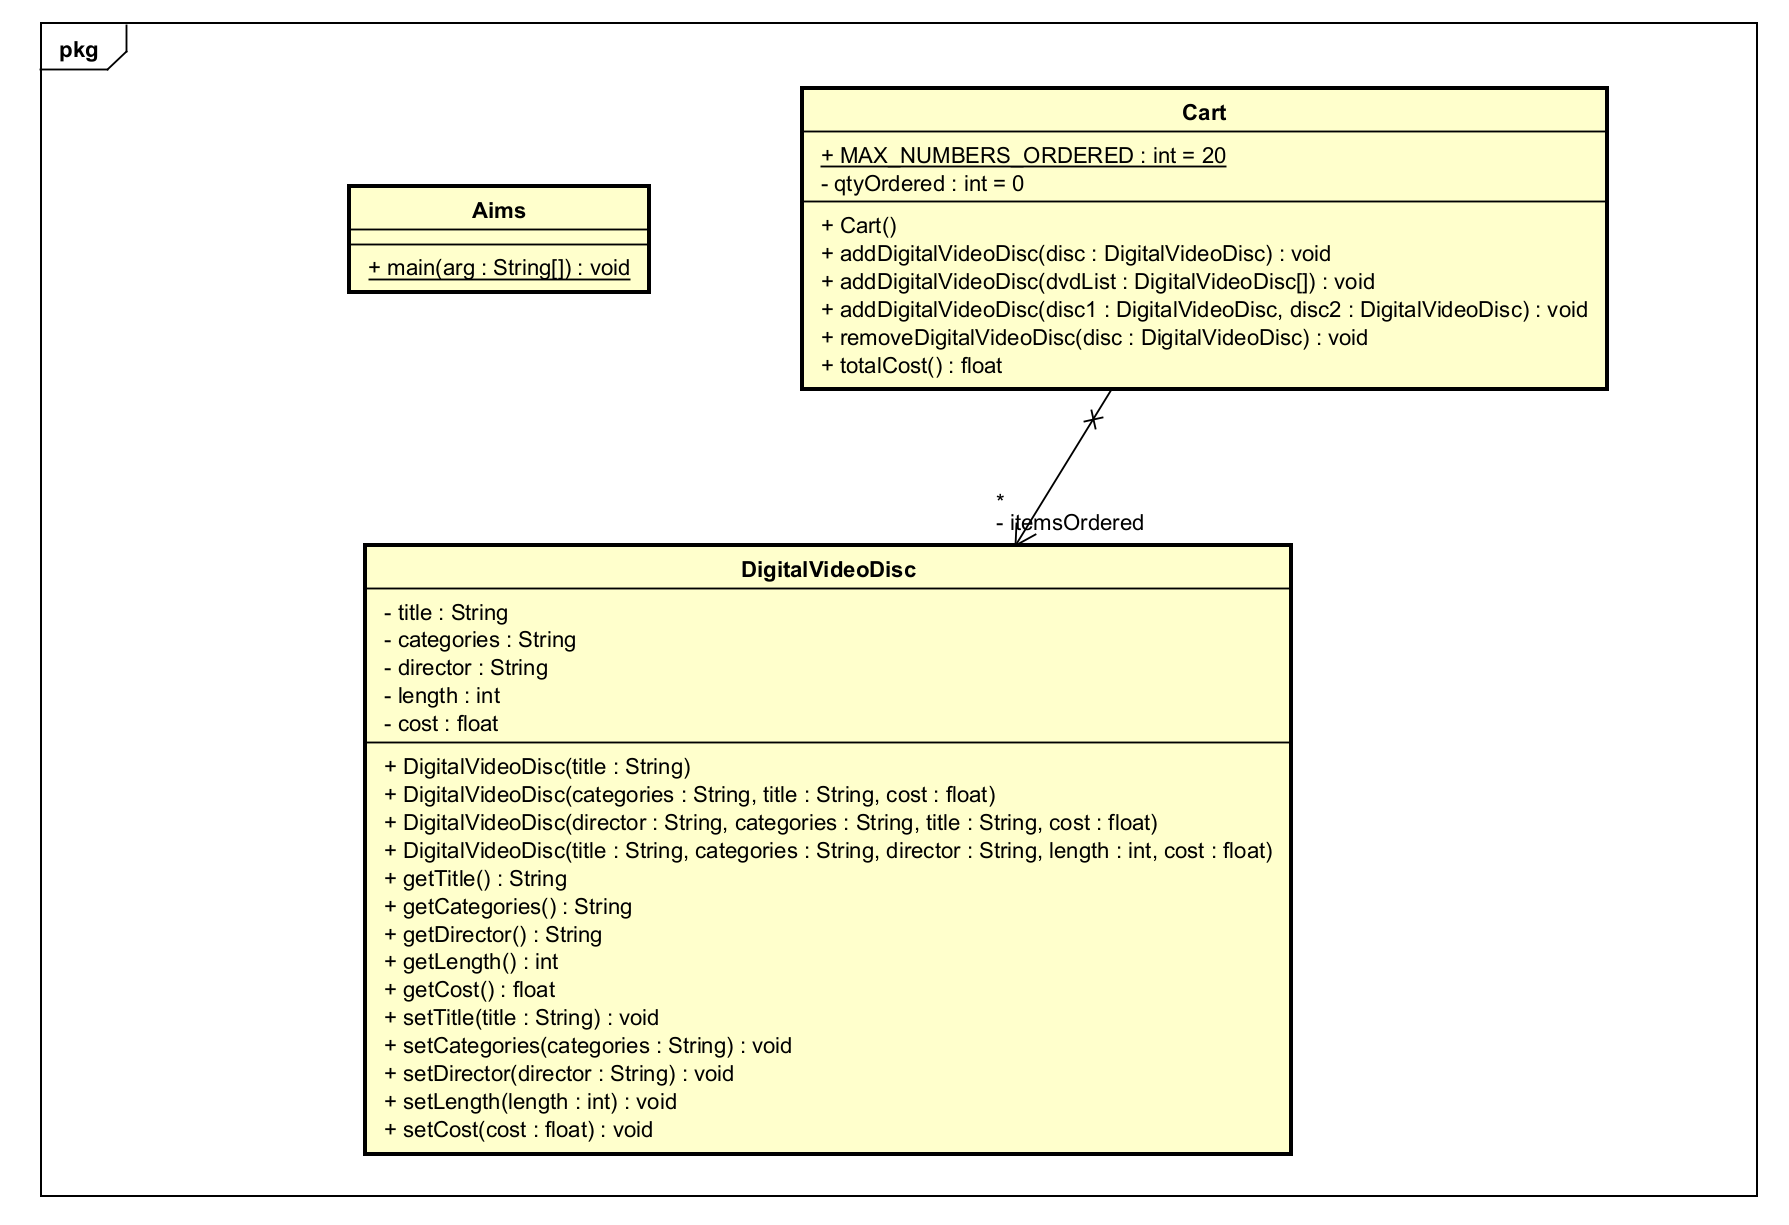 pkg
Aims
+ main(arg : String[]) : void
Cart
+ MAX_NUMBERS_ORDERED : int = 20
- qtyOrdered : int = 0
+ Cart()
+ addDigitalVideoDisc(disc : DigitalVideoDisc) : void
+ addDigitalVideoDisc(dvdList : DigitalVideoDisc[]) : void
+ addDigitalVideoDisc(disc1 : DigitalVideoDisc, disc2 : DigitalVideoDisc) : void
+ removeDigitalVideoDisc(disc : DigitalVideoDisc) : void
+ totalCost() : float
*
- itemsOrdered
DigitalVideoDisc
- title : String
- categories : String
- director : String
- length : int
- cost : float
+ DigitalVideoDisc(title : String)
+ DigitalVideoDisc(categories : String, title : String, cost : float)
+ DigitalVideoDisc(director : String, categories : String, title : String, cost : float)
+ DigitalVideoDisc(title : String, categories : String, director : String, length : int, cost : float)
+ getTitle() : String
+ getCategories() : String
+ getDirector() : String
+ getLength() : int
+ getCost() : float
+ setTitle(title : String) : void
+ setCategories(categories : String) : void
+ setDirector(director : String) : void
+ setLength(length : int) : void
+ setCost(cost : float) : void